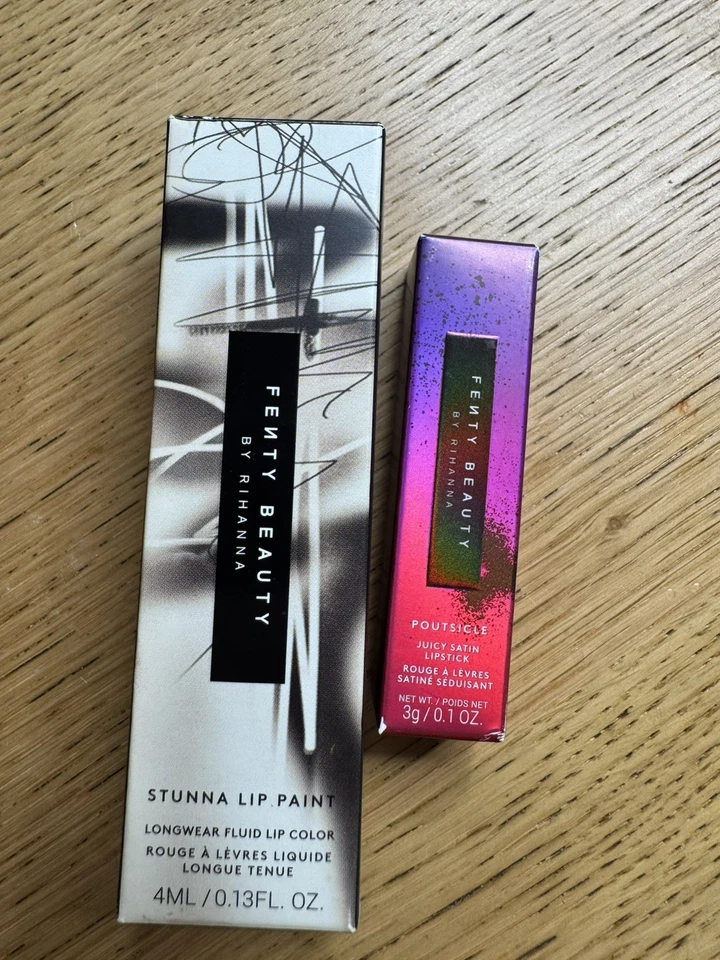 FEИTY BEAUTY
BY RIHANNA
STUNNA LIP PAINT
LONGWEAR FLUID LIP COLOR
ROUGE À LÈVRES LIQUIDE
LONGUE TENUE
4ML / 0.13FL. OZ.
FEИTY BEAUTY
BY RIHANNA
POUTSICLE
JUICY SATIN
LIPSTICK
ROUGE À LÈVRES
SATINÉ SÉDUISANT
NET WT. / POIDS NET
3g / 0.1 OZ.